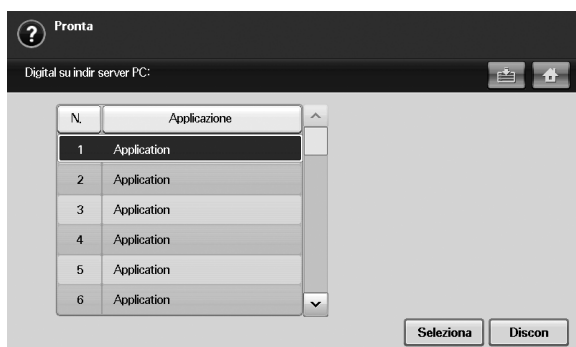 ?
Pronta
Digital su indir server PC:
N. Applicazione
1 Application
2 Application
3 Application
4 Application
5 Application
6 Application
Seleziona Discon